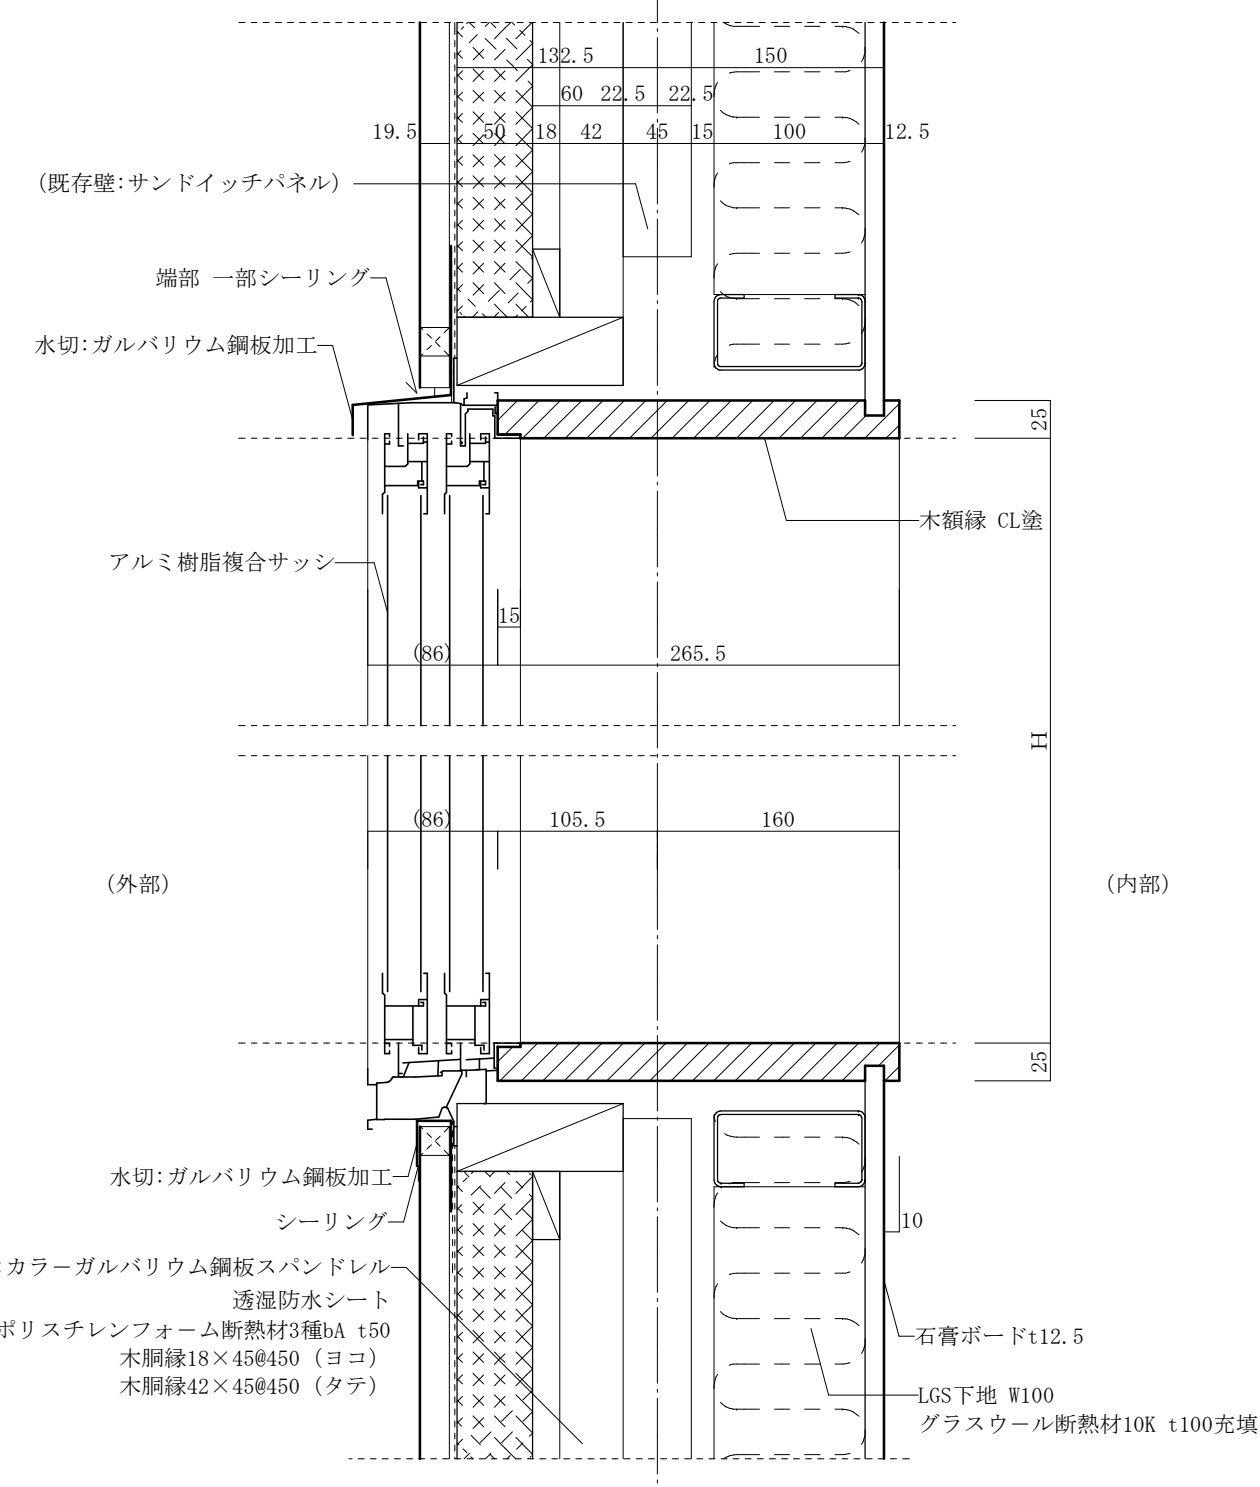 132.5
150
60
22.5
22.5
19.5
50
18
42
45
15
100
12.5
(既存壁:サンドイッチパネル)
端部 一部シーリング
水切:ガルバリウム鋼板加工
25
木額縁 CL塗
アルミ樹脂複合サッシ
15
(86)
265.5
H
(86)
105.5
160
(外部)
(内部)
25
水切:ガルバリウム鋼板加工
シーリング
10
:カラーガルバリウム鋼板スパンドレル
透湿防水シート
ポリスチレンフォーム断熱材3種bA t50
木胴縁18×45@450 (ヨコ)
木胴縁42×45@450 (タテ)
石膏ボードt12.5
LGS下地 W100
グラスウール断熱材10K t100充填